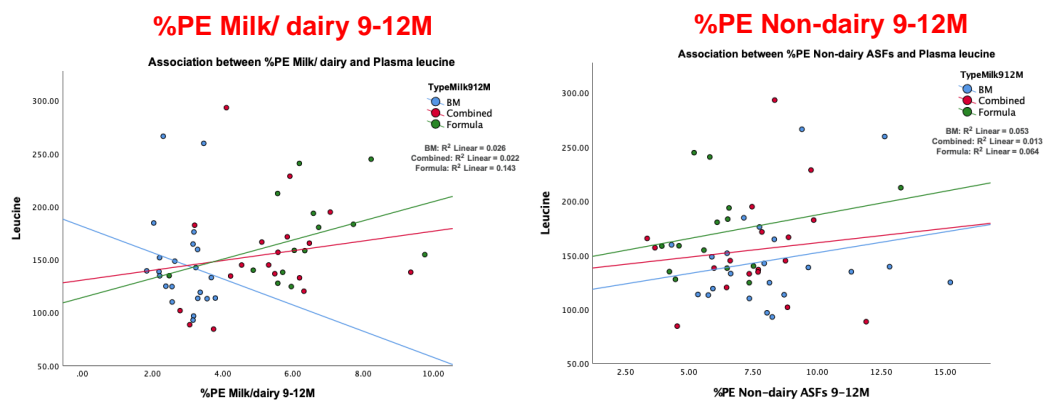 %PE Milk/ dairy 9-12M
Association between %PE Milk/ dairy and Plasma leucine
TypeMilk912M
BM
Combined
Formula
BM: R² Linear = 0.026
Combined: R² Linear = 0.022
Formula: R² Linear = 0.143
Leucine
300.00
250.00
200.00
150.00
100.00
50.00
.00
2.00
4.00
6.00
8.00
10.00
%PE Milk/dairy 9-12M
%PE Non-dairy 9-12M
Association between %PE Non-dairy ASFs and Plasma leucine
TypeMilk912M
BM
Combined
Formula
BM: R² Linear = 0.053
Combined: R² Linear = 0.013
Formula: R² Linear = 0.064
Leucine
300.00
250.00
200.00
150.00
100.00
50.00
2.50
5.00
7.50
10.00
12.50
15.00
%PE Non-dairy ASFs 9-12M